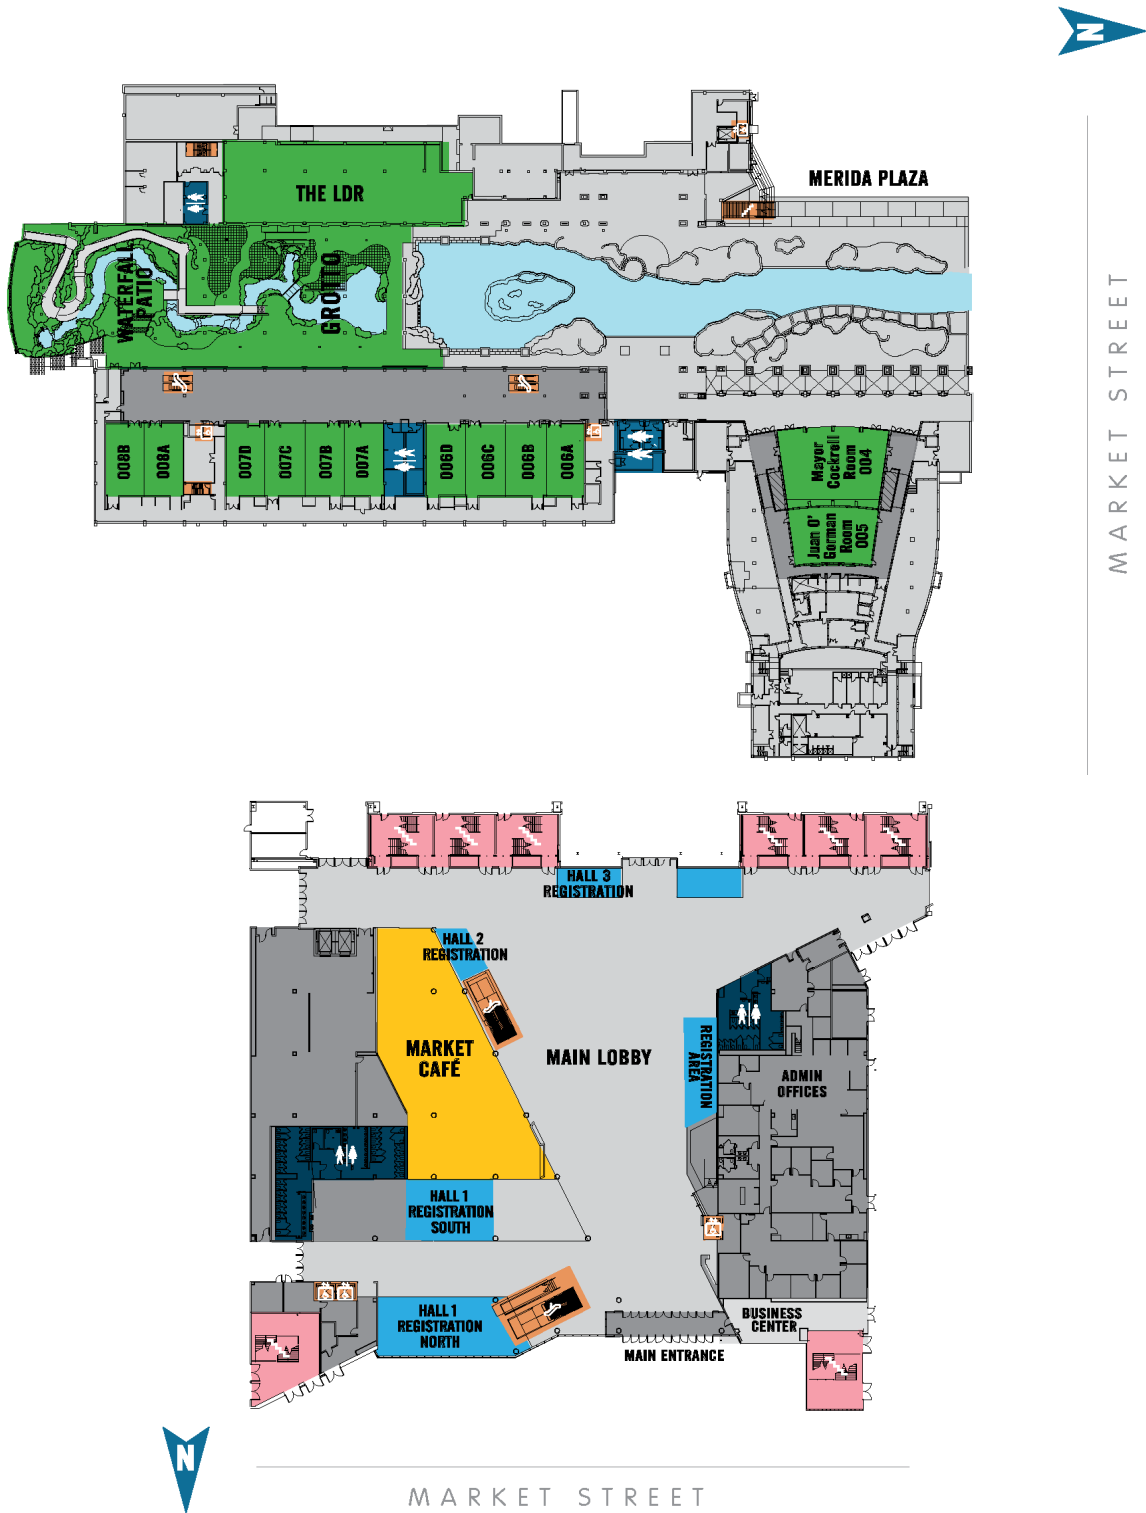 N
THE LDR
MERIDA PLAZA
WATERFALL
PATIO
GROTTO
MARKET STREET
008B
008A
007D
007C
007B
007A
006D
006C
006B
006A
Mayor
Cockrell
Room
004
Juan O'
Gorman
Room
005
HALL 3
REGISTRATION
HALL 2
REGISTRATION
MARKET
CAFÉ
MAIN LOBBY
REGISTRATION
AREA
ADMIN
OFFICES
HALL 1
REGISTRATION
SOUTH
HALL 1
REGISTRATION
NORTH
BUSINESS
CENTER
MAIN ENTRANCE
N
MARKET STREET